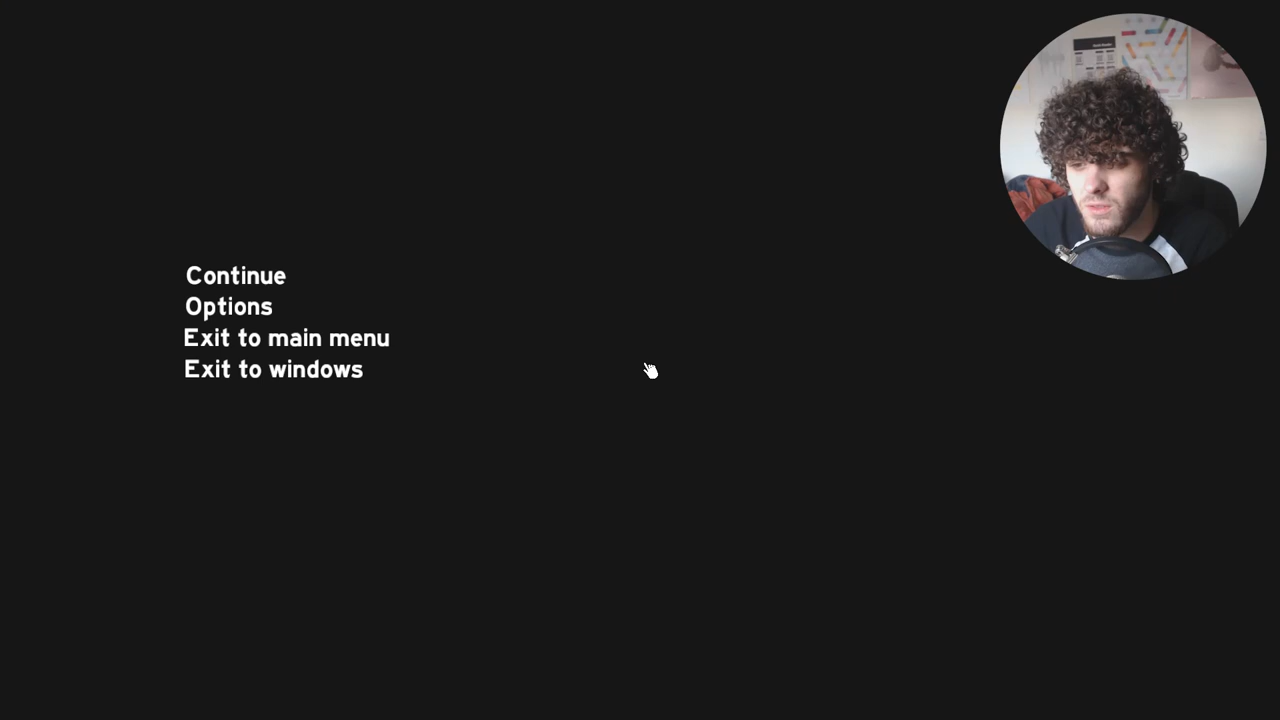 Continue
Options
Exit to main menu
Exit to windows